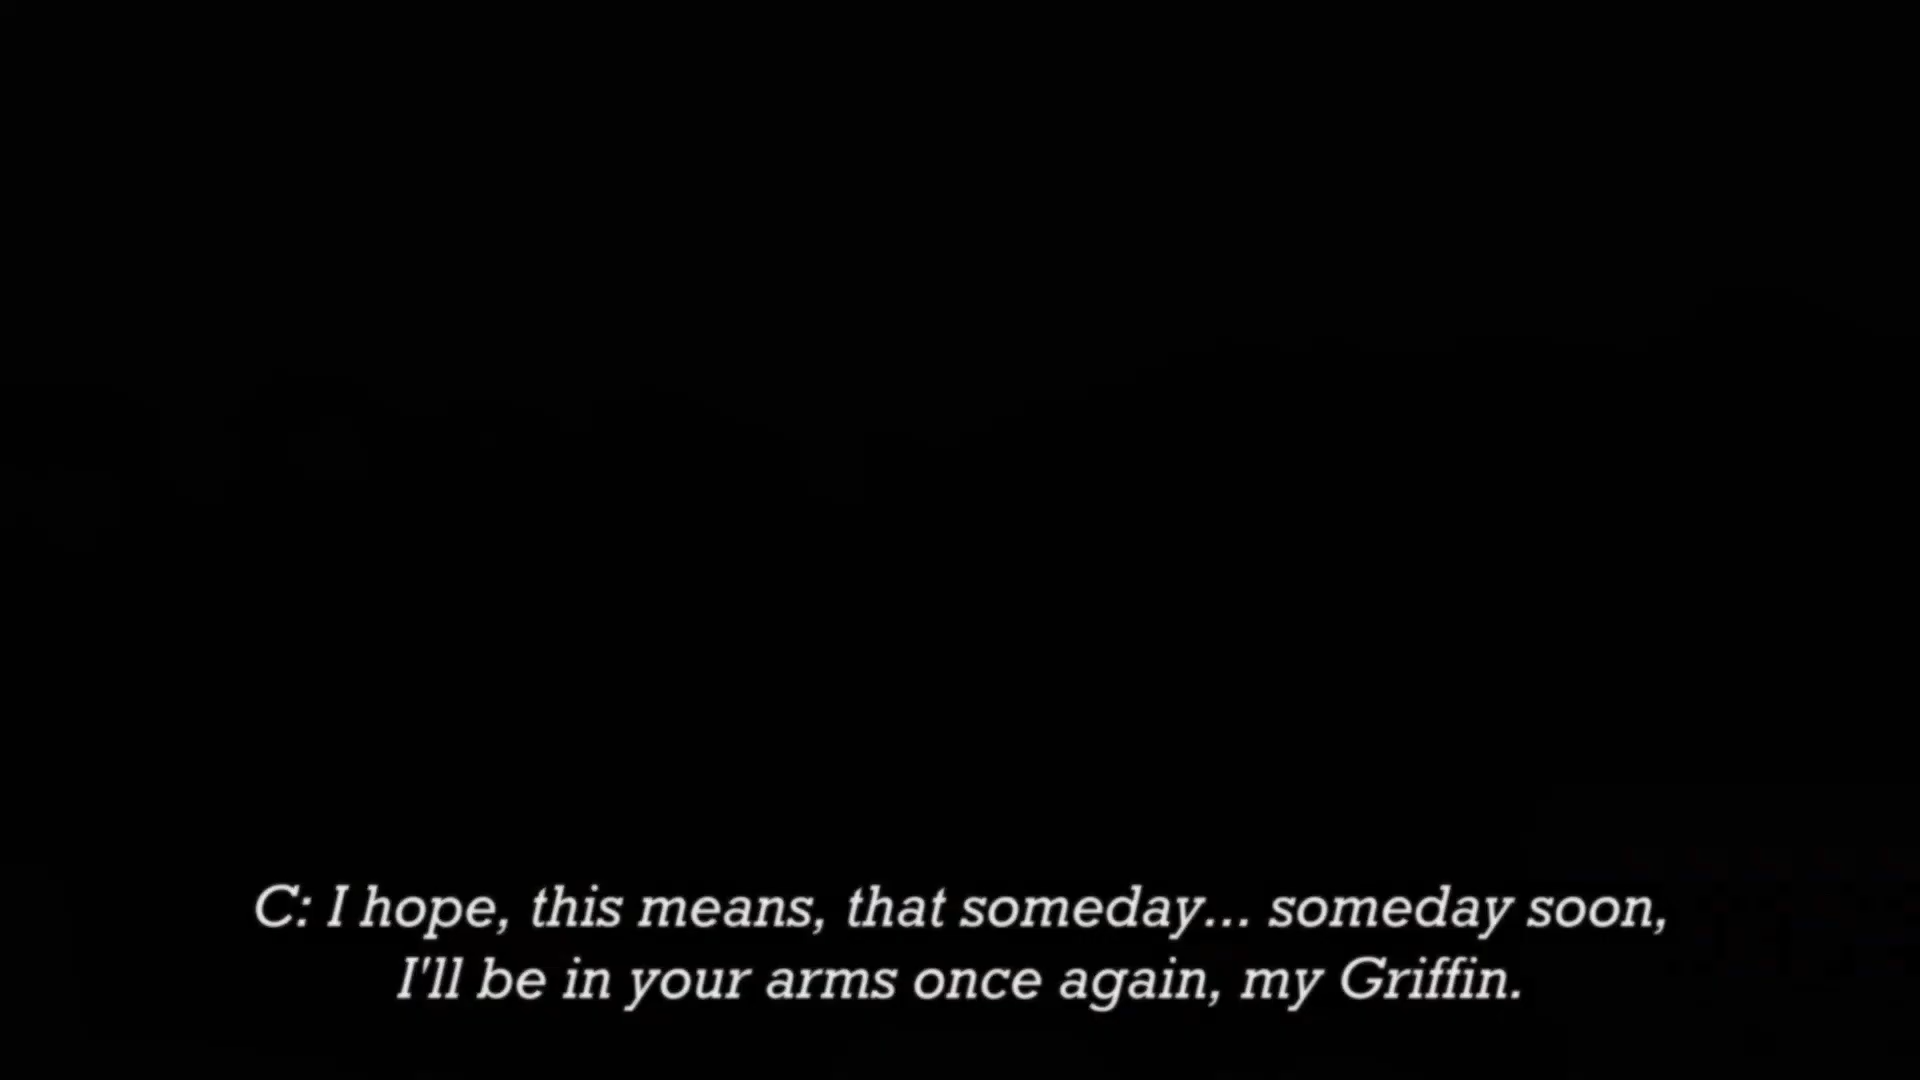 C: I hope, this means, that someday... someday soon,
I'll be in your arms once again, my Griffin.